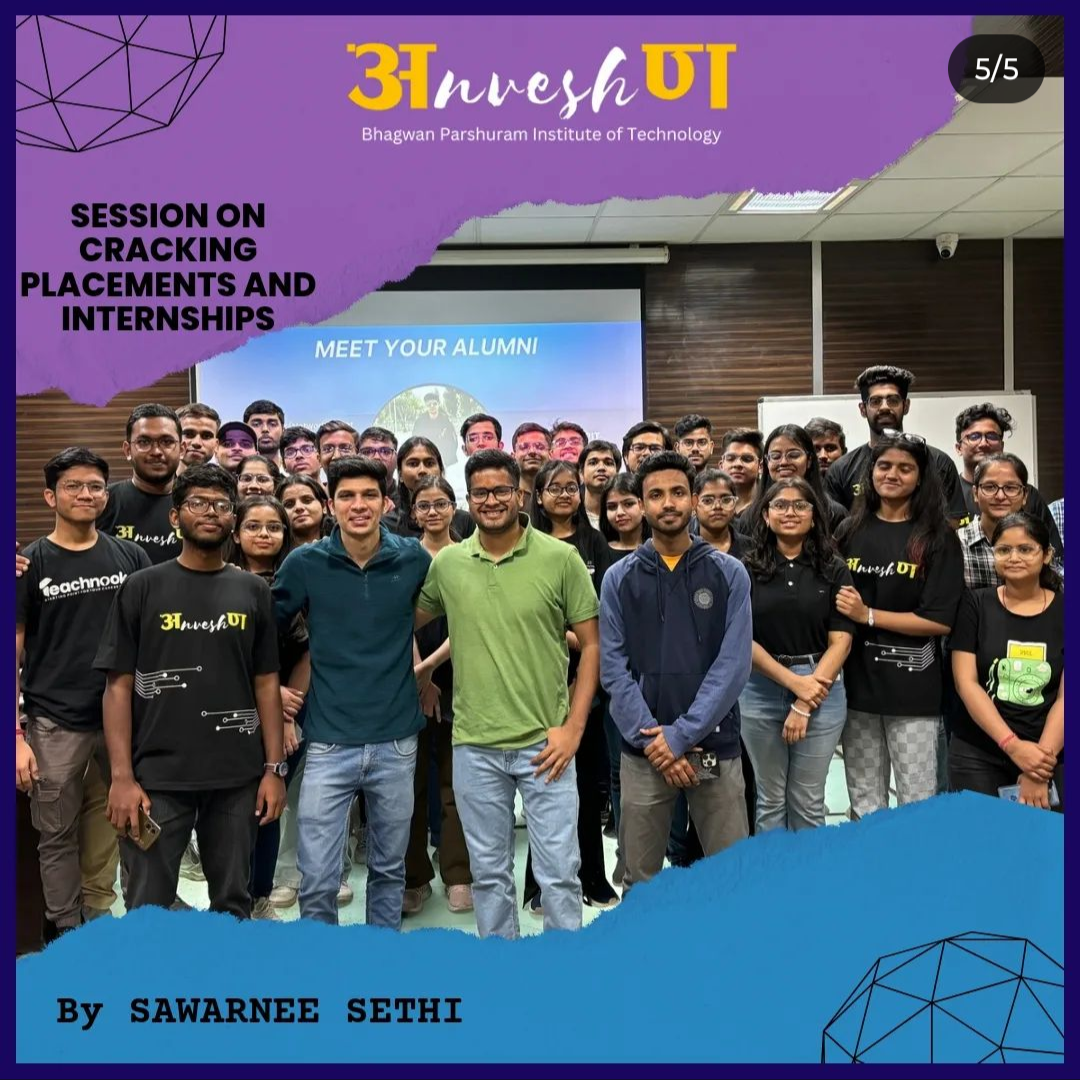 अnveshण
Bhagwan Parshuram Institute of Technology
5/5
SESSION ON
CRACKING
PLACEMENTS AND
INTERNSHIPS
MEET YOUR ALUMNI
अnvesh
Teachnook
अnveshण
अnveshण
By SAWARNEE SETHI